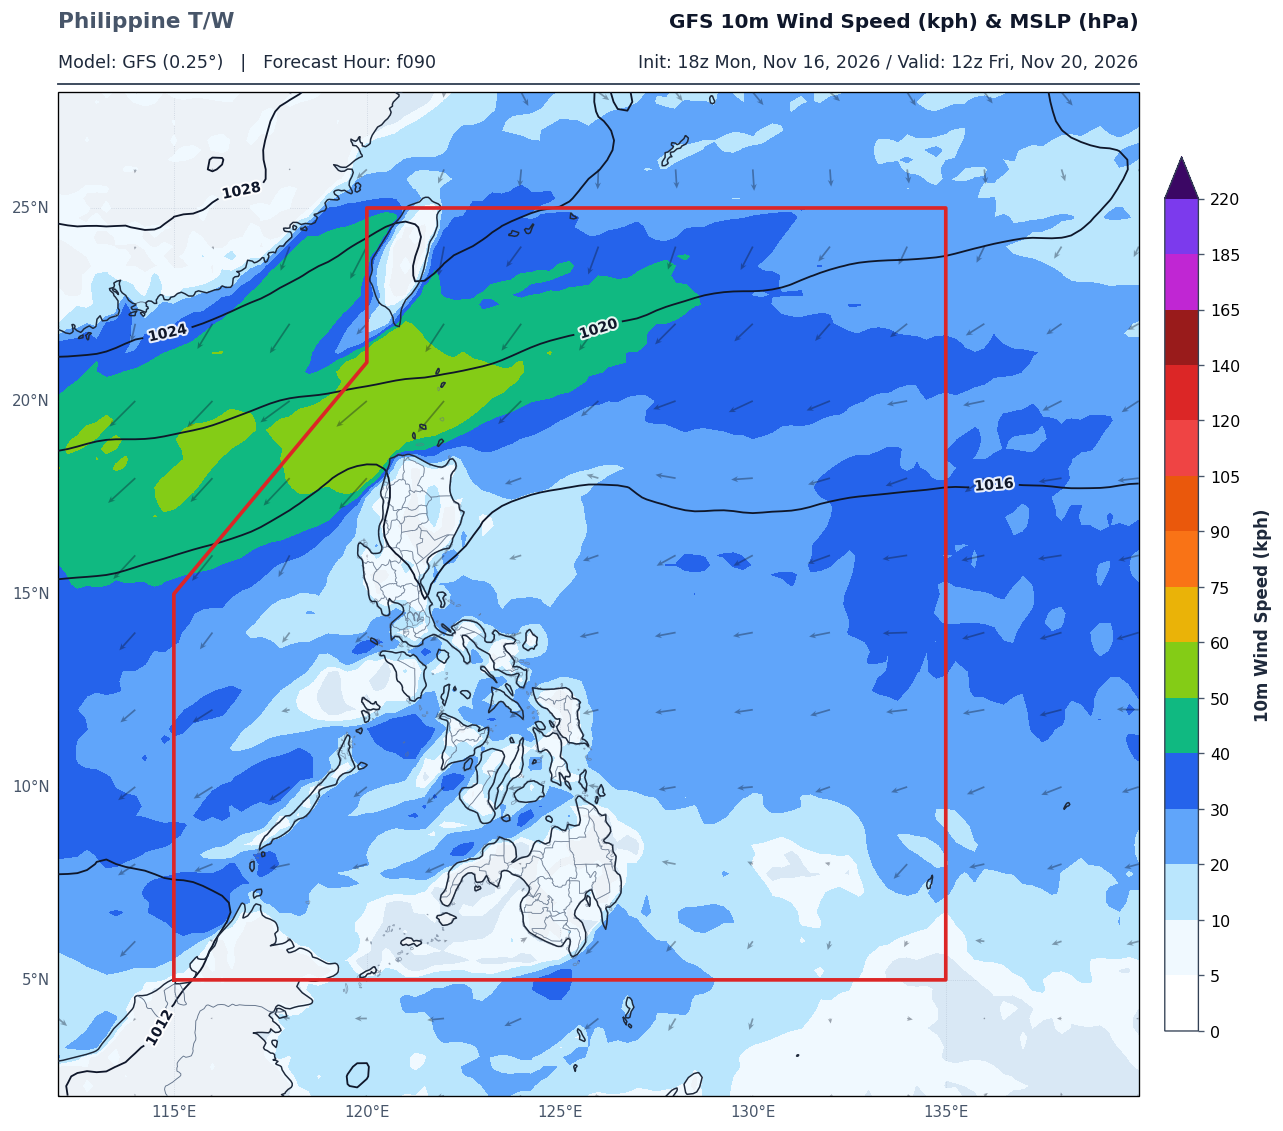 Philippine T/W
GFS 10m Wind Speed (kph) & MSLP (hPa)
Model: GFS (0.25°)   |   Forecast Hour: f090
Init: 18z Mon, Nov 16, 2026 / Valid: 12z Fri, Nov 20, 2026
1028
1024
1020
1016
1012
25°N
20°N
15°N
10°N
5°N
115°E
120°E
125°E
130°E
135°E
220
185
165
140
120
105
90
75
60
50
40
30
20
10
5
0
10m Wind Speed (kph)